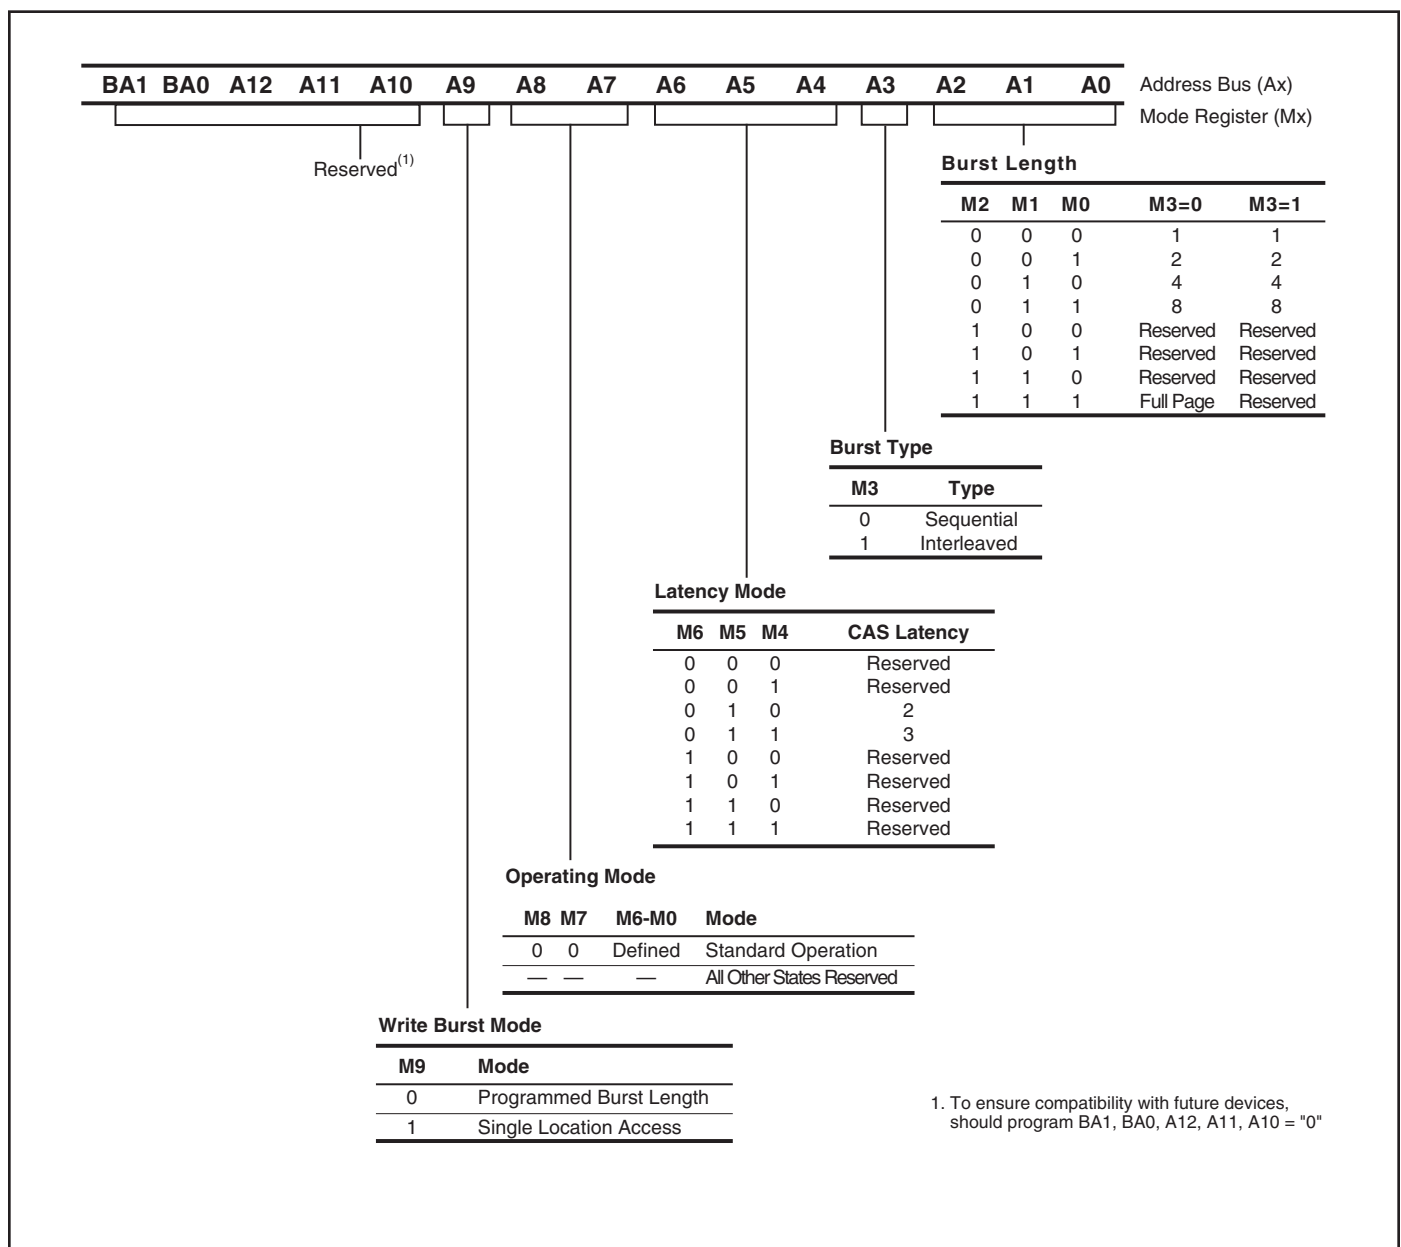 BA1 BA0 A12 A11 A10 A9 A8 A7 A6 A5 A4 A3 A2 A1 A0 Address Bus (Ax)
Mode Register (Mx)
Reserved(1)
Burst Length
M2 M1 M0 M3=0 M3=1
0 0 0 1 1
0 0 1 2 2
0 1 0 4 4
0 1 1 8 8
1 0 0 Reserved Reserved
1 0 1 Reserved Reserved
1 1 0 Reserved Reserved
1 1 1 Full Page Reserved
Burst Type
M3 Type
0 Sequential
1 Interleaved
Latency Mode
M6 M5 M4 CAS Latency
0 0 0 Reserved
0 0 1 Reserved
0 1 0 2
0 1 1 3
1 0 0 Reserved
1 0 1 Reserved
1 1 0 Reserved
1 1 1 Reserved
Operating Mode
M8 M7 M6-M0 Mode
0 0 Defined Standard Operation
— — — All Other States Reserved
Write Burst Mode
M9 Mode
0 Programmed Burst Length
1 Single Location Access
1. To ensure compatibility with future devices,
should program BA1, BA0, A12, A11, A10 = "0"